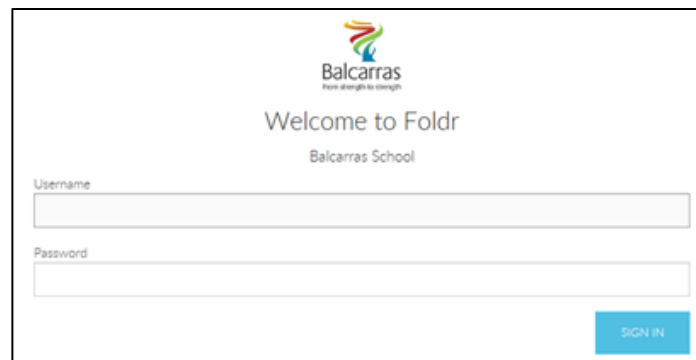 Balcarras
From strength to strength
Welcome to Foldr
Balcarras School
Username
Password
SIGN IN